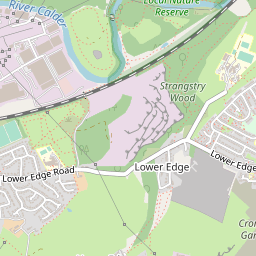 River Calder
Local Nature
Reserve
Strangstry
Wood
Lower Edge
Lower Edge Road
Lower Edge
Cro
Gar